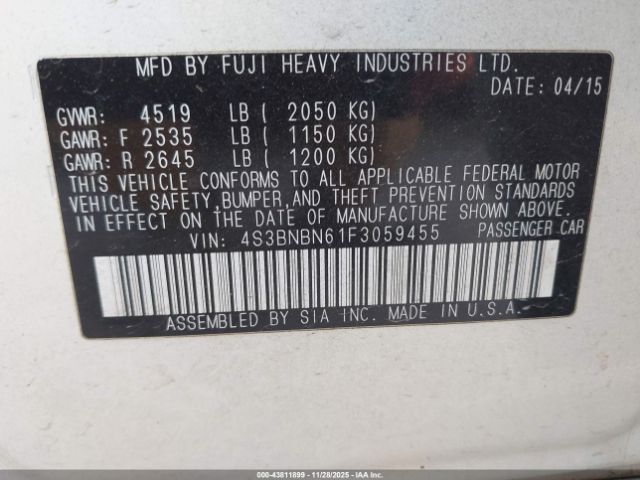 MFD BY FUJI HEAVY INDUSTRIES LTD.
DATE: 04/15
GVWR: 4519 LB ( 2050 KG)
GAWR: F 2535 LB ( 1150 KG)
GAWR: R 2645 LB ( 1200 KG)
THIS VEHICLE CONFORMS TO ALL APPLICABLE FEDERAL MOTOR
VEHICLE SAFETY, BUMPER, AND THEFT PREVENTION STANDARDS
IN EFFECT ON THE DATE OF MANUFACTURE SHOWN ABOVE.
VIN: 4S3BNBN61F3059455 PASSENGER CAR
ASSEMBLED BY SIA INC. MADE IN U.S.A.
000-43811899 | 11/28/2025 - IAA, Inc.